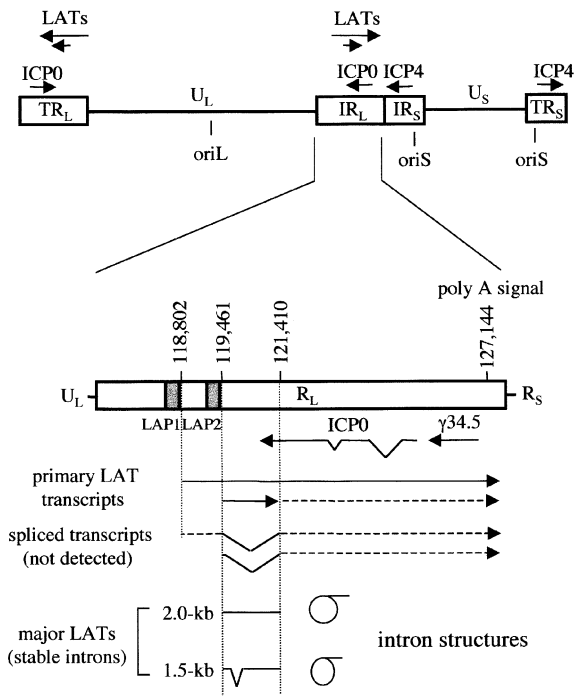 LATs
LATs
ICP0
ICP0
ICP4
ICP4
TRL
UL
IRL
IRS
US
TRS
oriL
oriS
oriS
poly A signal
118,802
119,461
121,410
127,144
UL
RL
RS
LAP1
LAP2
ICP0
γ34.5
primary LAT
transcripts
spliced transcripts
(not detected)
major LATs
(stable introns)
2.0-kb
1.5-kb
intron structures